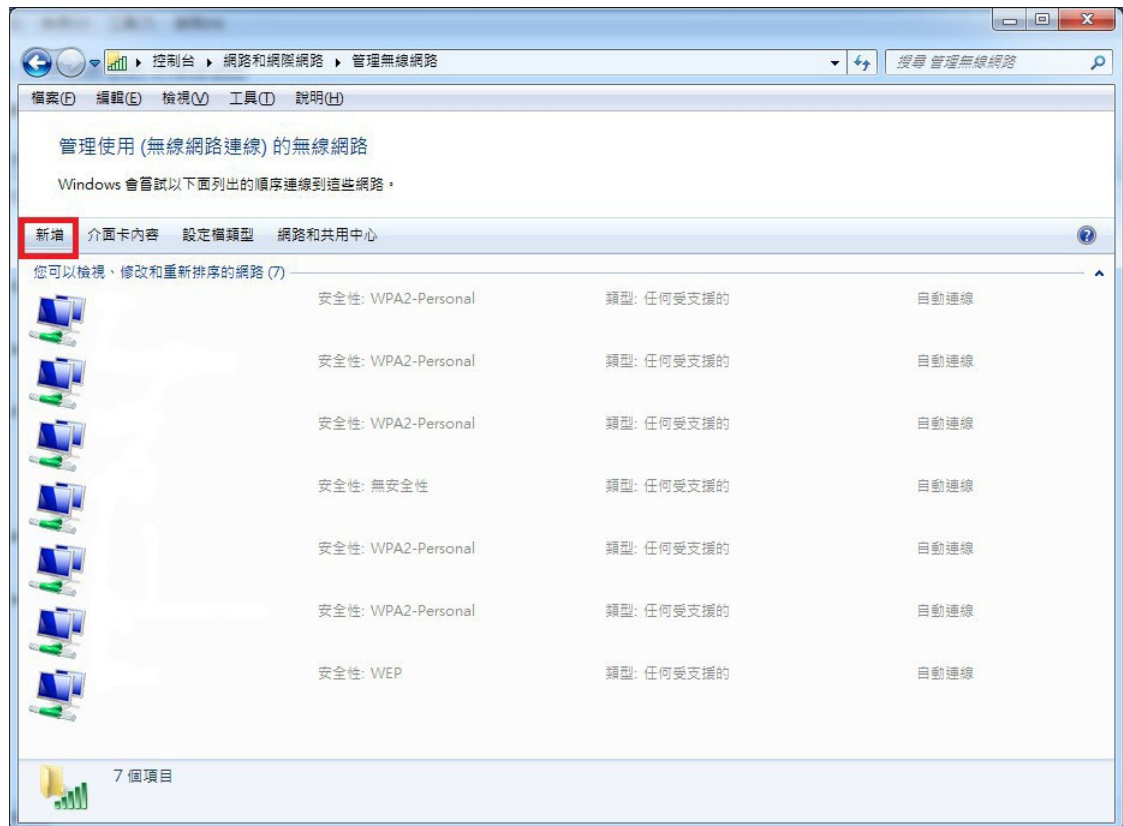 控制台 ▸ 網路和網際網路 ▸ 管理無線網路 搜尋 管理無線網路
檔案(F) 編輯(E) 檢視(V) 工具(T) 說明(H)
管理使用 (無線網路連線) 的無線網路
Windows 會嘗試以下面列出的順序連線到這些網路。
新增 介面卡內容 設定檔類型 網路和共用中心
您可以檢視、修改和重新排序的網路 (7)
安全性: WPA2-Personal 類型: 任何受支援的 自動連線
安全性: WPA2-Personal 類型: 任何受支援的 自動連線
安全性: WPA2-Personal 類型: 任何受支援的 自動連線
安全性: 無安全性 類型: 任何受支援的 自動連線
安全性: WPA2-Personal 類型: 任何受支援的 自動連線
安全性: WPA2-Personal 類型: 任何受支援的 自動連線
安全性: WEP 類型: 任何受支援的 自動連線
7 個項目